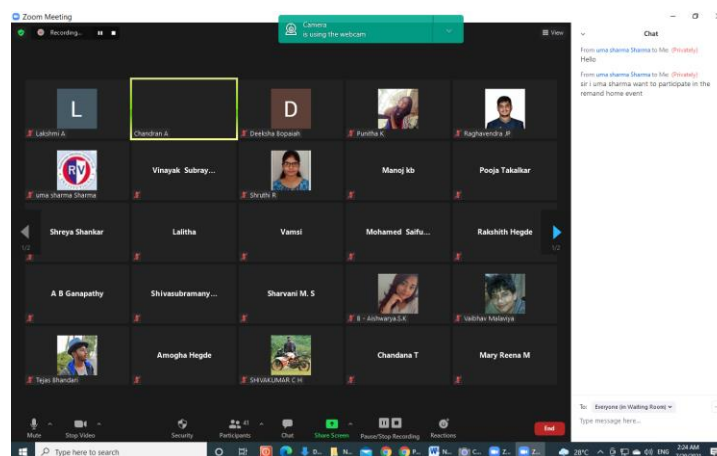 Zoom Meeting
Recording...
Camera
is using the webcam
View
L
Lakshmi A
Chandran A
D
Deeksha Bopaiah
Punitha K
Raghavendra JP
RV
uma sharma Sharma
Vinayak Subray...
Shruthi R
Manoj kb
Pooja Takalkar
Shreya Shankar
Lalitha
Vamsi
Mohamed Saifu...
Rakshith Hegde
1/2
1/2
A B Ganapathy
Shivasubramany...
Sharvani M. S
8 - Aishwarya.S.K
Vaibhav Malaviya
Tejas Bhandari
Amogha Hegde
SHIVAKUMAR C H
Chandana T
Mary Reena M
Mute
Stop Video
Security
Participants
41
Chat
Share Screen
Pause/Stop Recording
Reactions
End
Chat
From uma sharma Sharma to Me: (Privately)
Hello
From uma sharma Sharma to Me: (Privately)
sir i uma sharma want to participate in the
remand home event
To: Everyone (in Waiting Room)
Type message here...
Type here to search
D...
N...
P...
N...
C...
Z...
Z...
28°C
ENG
2:24 AM